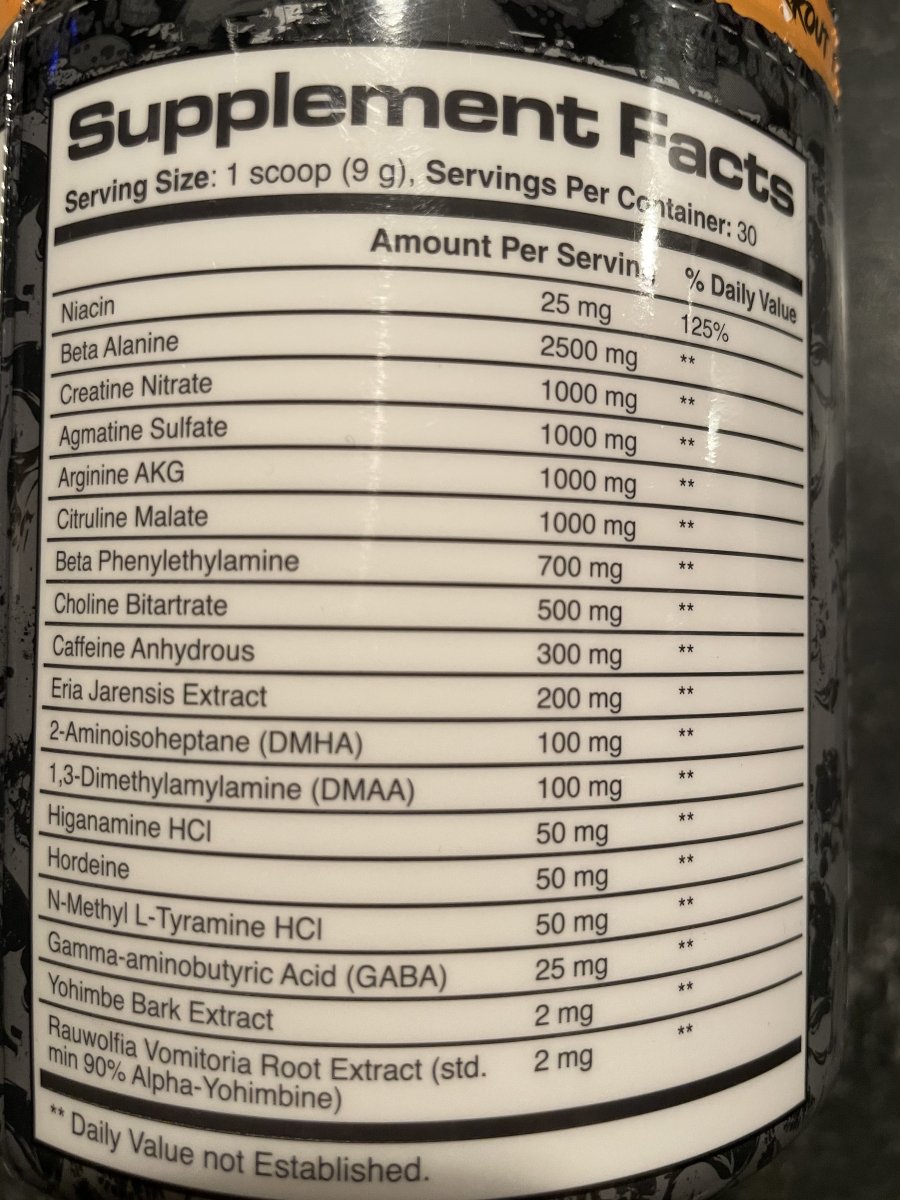 Supplement Facts
Serving Size: 1 scoop (9 g), Servings Per Container: 30
Amount Per Serving % Daily Value
Niacin 25 mg 125%
Beta Alanine 2500 mg **
Creatine Nitrate 1000 mg **
Agmatine Sulfate 1000 mg **
Arginine AKG 1000 mg **
Citruline Malate 1000 mg **
Beta Phenylethylamine 700 mg **
Choline Bitartrate 500 mg **
Caffeine Anhydrous 300 mg **
Eria Jarensis Extract 200 mg **
2-Aminoisoheptane (DMHA) 100 mg **
1,3-Dimethylamylamine (DMAA) 100 mg **
Higanamine HCl 50 mg **
Hordeine 50 mg **
N-Methyl L-Tyramine HCl 50 mg **
Gamma-aminobutyric Acid (GABA) 25 mg **
Yohimbe Bark Extract 2 mg **
Rauwolfia Vomitoria Root Extract (std. 2 mg **
min 90% Alpha-Yohimbine)
** Daily Value not Established.